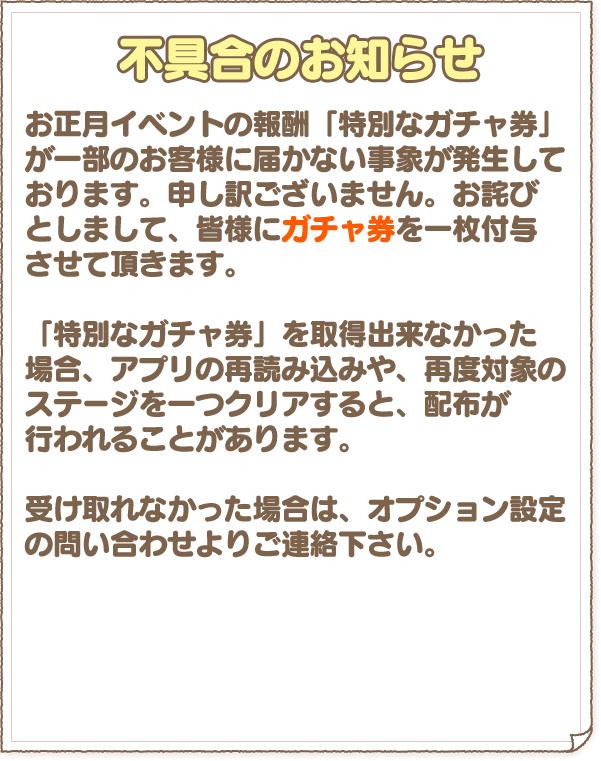 不具合のお知らせ
お正月イベントの報酬「特別なガチャ券」
が一部のお客様に届かない事象が発生して
おります。申し訳ございません。お詫び
としまして、皆様にガチャ券を一枚付与
させて頂きます。
「特別なガチャ券」を取得出来なかった
場合、アプリの再読み込みや、再度対象の
ステージを一つクリアすると、配布が
行われることがあります。
受け取れなかった場合は、オプション設定
の問い合わせよりご連絡下さい。